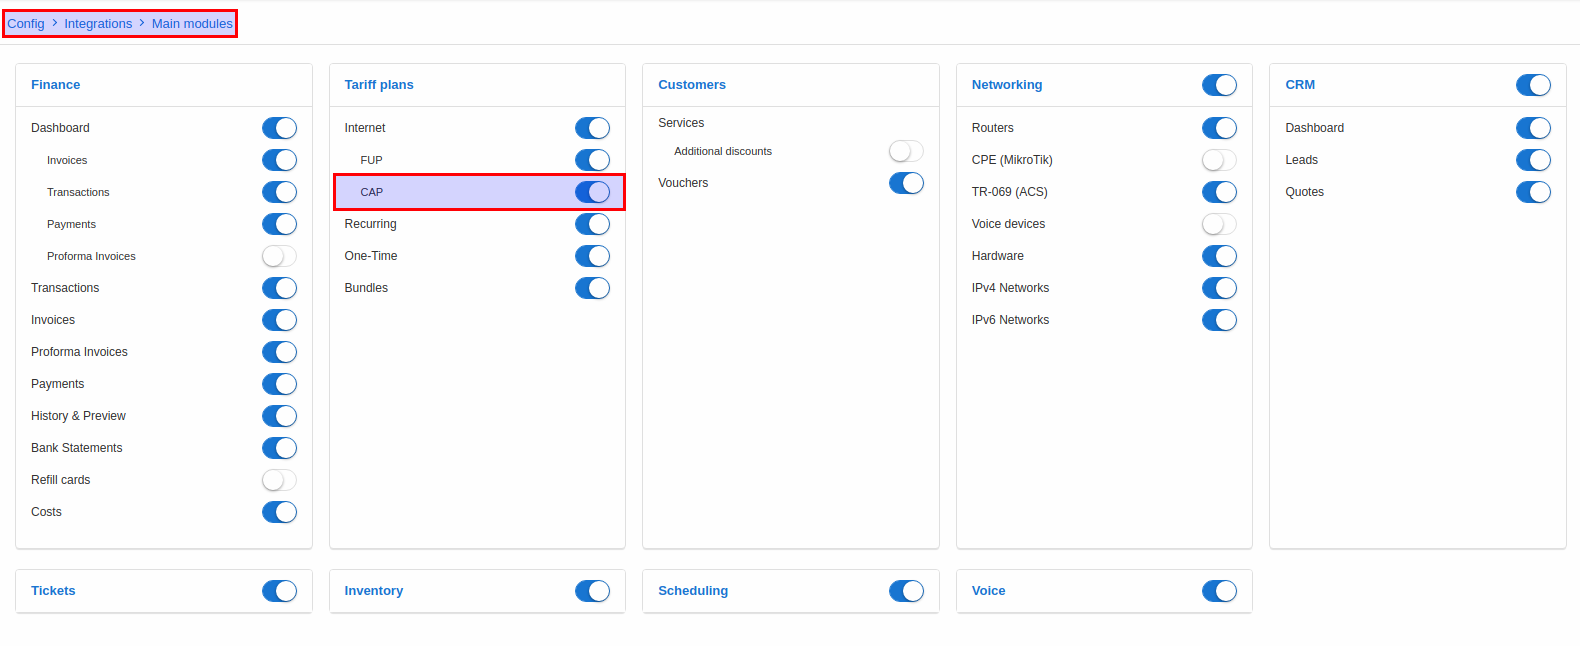 Config > Integrations > Main modules
Finance
Dashboard
Invoices
Transactions
Payments
Proforma Invoices
Transactions
Invoices
Proforma Invoices
Payments
History & Preview
Bank Statements
Refill cards
Costs
Tariff plans
Internet
FUP
CAP
Recurring
One-Time
Bundles
Customers
Services
Additional discounts
Vouchers
Networking
Routers
CPE (MikroTik)
TR-069 (ACS)
Voice devices
Hardware
IPv4 Networks
IPv6 Networks
CRM
Dashboard
Leads
Quotes
Tickets
Inventory
Scheduling
Voice